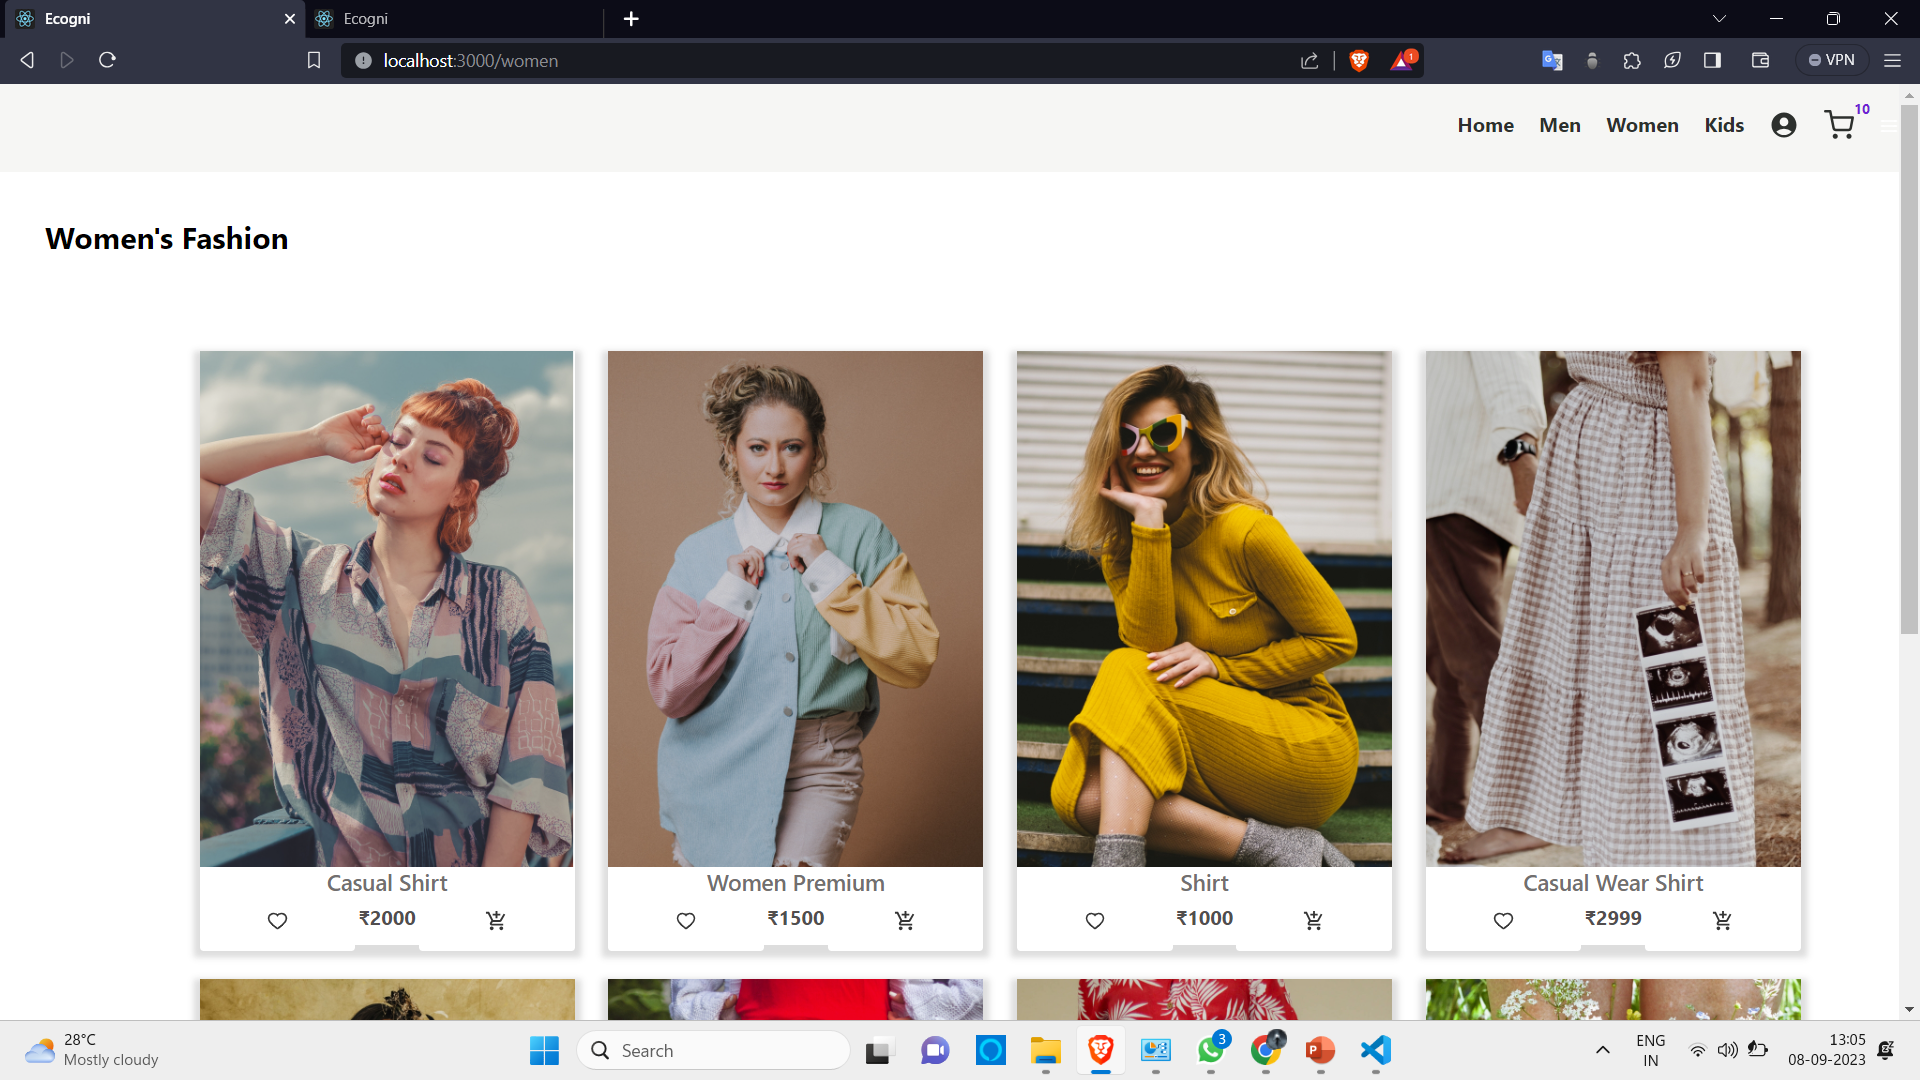 Ecogni
Ecogni
localhost:3000/women
1
VPN
Home Men Women Kids 10
Women's Fashion
Casual Shirt
₹2000
Women Premium
₹1500
Shirt
₹1000
Casual Wear Shirt
₹2999
28°C
Mostly cloudy
Search
3
ENG
IN
13:05
08-09-2023